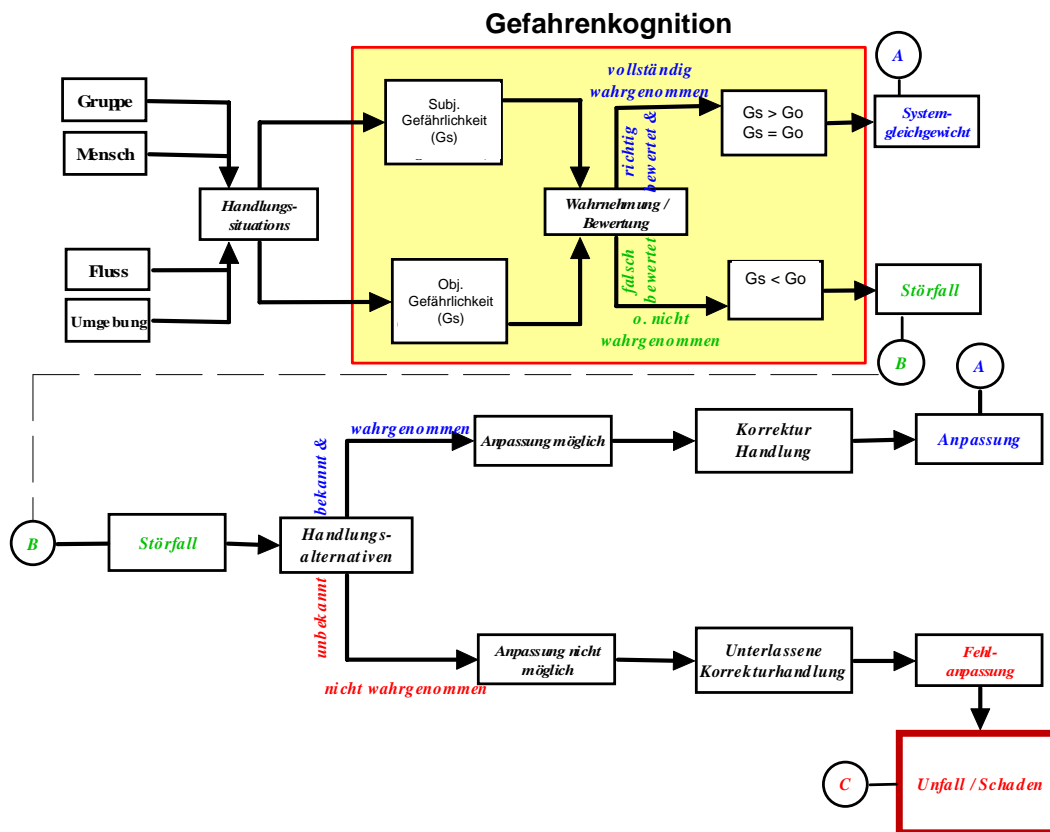 Gefahrenkognition
A
Gruppe
Mensch
Subj.
Gefährlichkeit
(Gs)
vollständig
wahrgenommen
richtig
bewertet &
Gs > Go
Gs = Go
System-
gleichgewicht
Handlungs-
situations
Wahrnehmung /
Bewertung
Fluss
Umgebung
Obj.
Gefährlichkeit
(Gs)
falsch
bewertet
o. nicht
wahrgenommen
Gs < Go
Störfall
B
A
bekannt &
wahrgenommen
Anpassung möglich
Korrektur
Handlung
Anpassung
B
Störfall
Handlungs-
alternativen
unbekannt
nicht wahrgenommen
Anpassung nicht
möglich
Unterlassene
Korrekturhandlung
Fehl-
anpassung
C
Unfall / Schaden